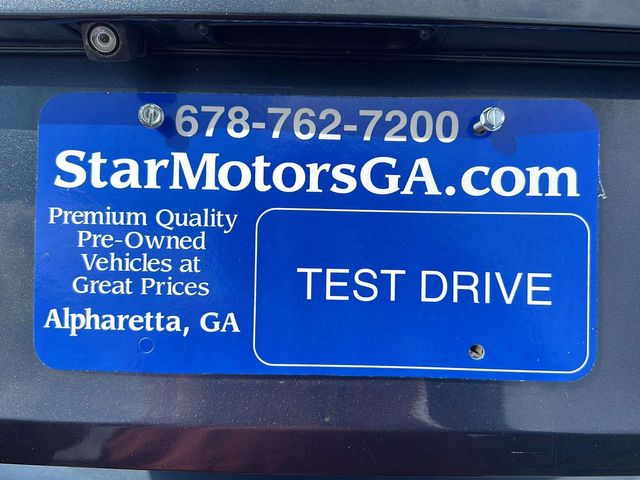 678-762-7200
StarMotorsGA.com
Premium Quality
Pre-Owned
Vehicles at
Great Prices
Alpharetta, GA
TEST DRIVE